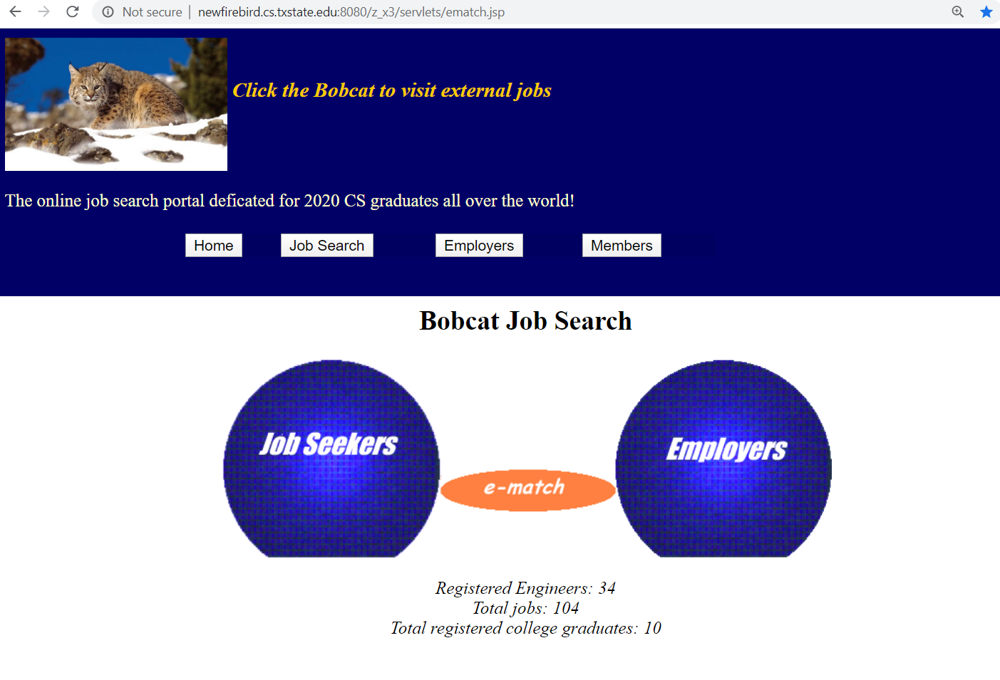 Not secure | newfirebird.cs.txstate.edu:8080/z_x3/servlets/ematch.jsp
Click the Bobcat to visit external jobs
The online job search portal deficated for 2020 CS graduates all over the world!
Home Job Search Employers Members
Bobcat Job Search
Job Seekers
Employers
e-match
Registered Engineers: 34
Total jobs: 104
Total registered college graduates: 10